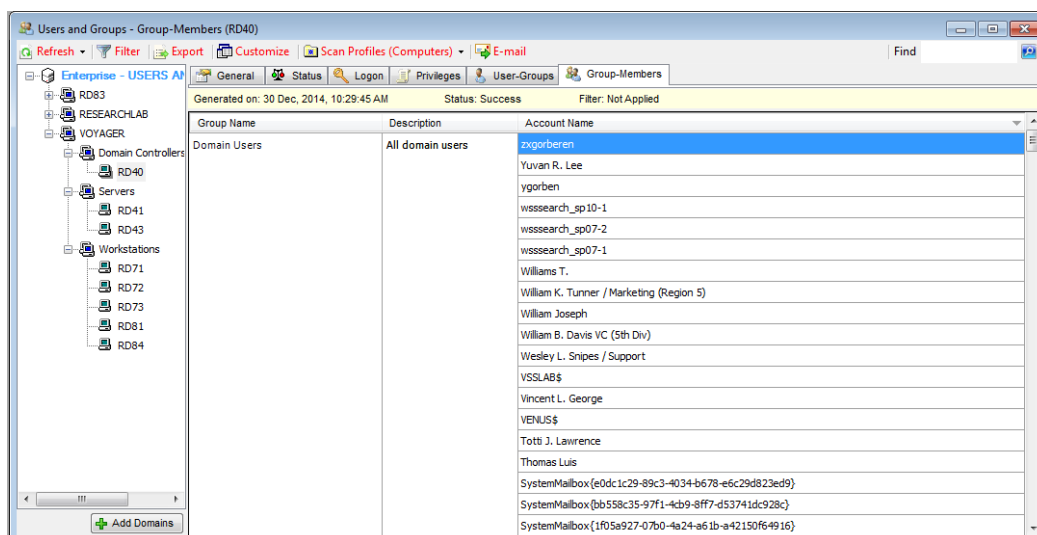 Users and Groups - Group-Members (RD40)
Refresh Filter Export Customize Scan Profiles (Computers) E-mail Find
Enterprise - USERS AN
RD83
RESEARCHLAB
VOYAGER
Domain Controllers
RD40
Servers
RD41
RD43
Workstations
RD71
RD72
RD73
RD81
RD84
Add Domains
General Status Logon Privileges User-Groups Group-Members
Generated on: 30 Dec, 2014, 10:29:45 AM Status: Success Filter: Not Applied
Group Name Description Account Name
Domain Users All domain users zxgorberen
Yuvan R. Lee
ygorben
wsssearch_sp10-1
wsssearch_sp07-2
wsssearch_sp07-1
Williams T.
William K. Tunner / Marketing (Region 5)
William Joseph
William B. Davis VC (5th Div)
Wesley L. Snipes / Support
VSSLAB$
Vincent L. George
VENUS$
Totti J. Lawrence
Thomas Luis
SystemMailbox{e0dc1c29-89c3-4034-b678-e6c29d823ed9}
SystemMailbox{bb558c35-97f1-4cb9-8ff7-d53741dc928c}
SystemMailbox{1f05a927-07b0-4a24-a61b-a42150f64916}